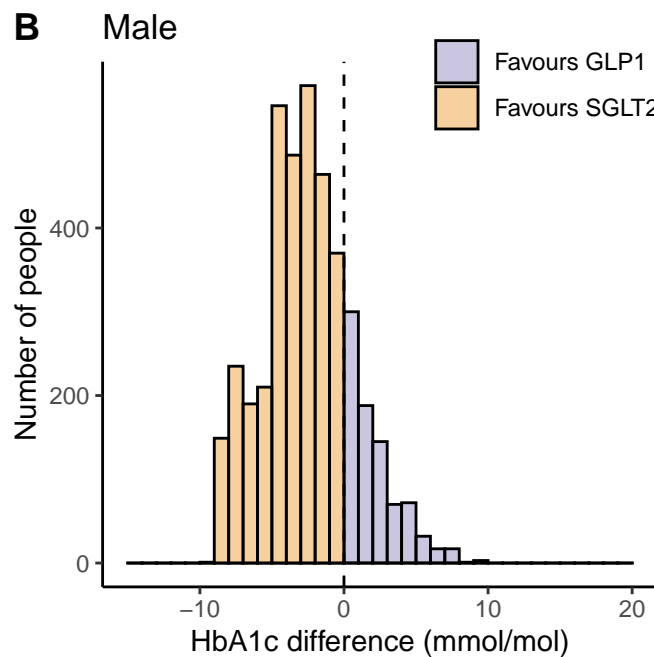 B Male
Favours GLP1
Favours SGLT2
Number of people
400
200
0
−10 0 10 20
HbA1c difference (mmol/mol)